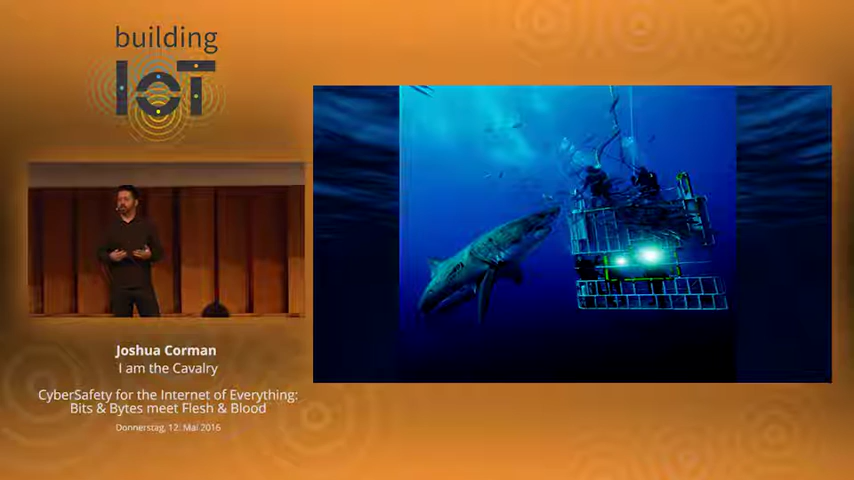 building
IoT
Joshua Corman
I am the Cavalry
CyberSafety for the Internet of Everything:
Bits & Bytes meet Flesh & Blood
Donnerstag, 12. Mai 2016